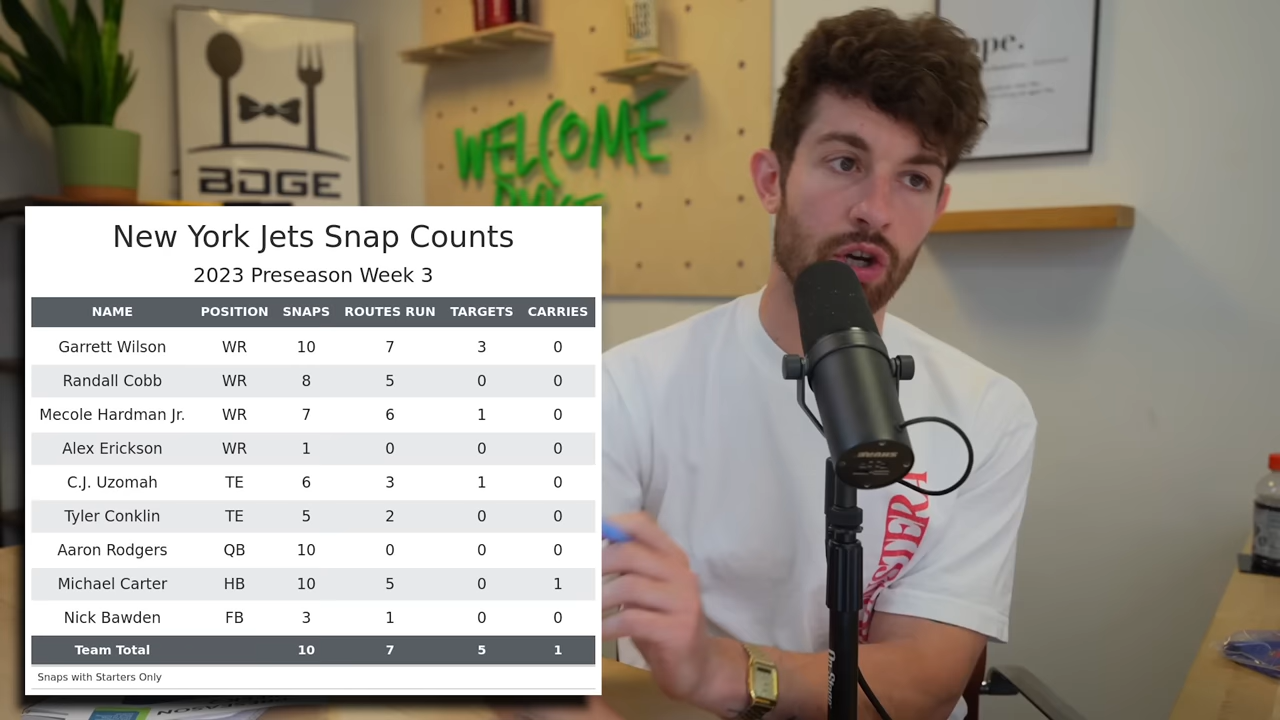 BDGE
WELCOME
ope.
New York Jets Snap Counts
2023 Preseason Week 3
NAME POSITION SNAPS ROUTES RUN TARGETS CARRIES
Garrett Wilson WR 10 7 3 0
Randall Cobb WR 8 5 0 0
Mecole Hardman Jr. WR 7 6 1 0
Alex Erickson WR 1 0 0 0
C.J. Uzomah TE 6 3 1 0
Tyler Conklin TE 5 2 0 0
Aaron Rodgers QB 10 0 0 0
Michael Carter HB 10 5 0 1
Nick Bawden FB 3 1 0 0
Team Total 10 7 5 1
Snaps with Starters Only
On-Stage